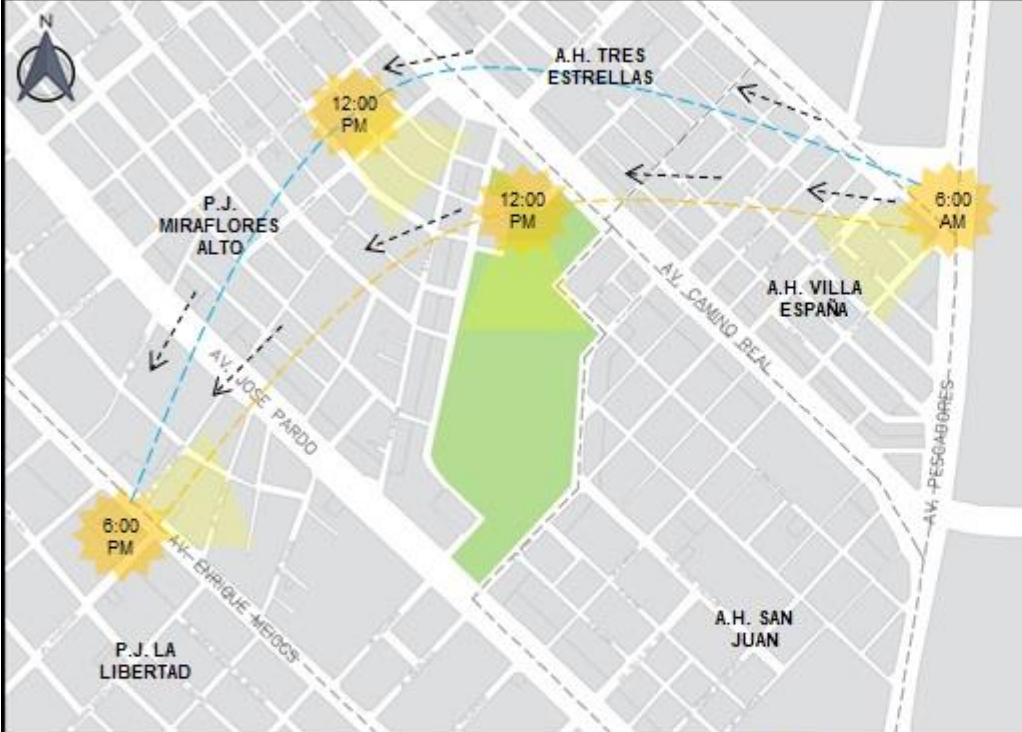 N
A.H. TRES
ESTRELLAS
12:00
PM
12:00
PM
6:00
AM
P.J.
MIRAFLORES
ALTO
A.H. VILLA
ESPAÑA
AV. CAMINO REAL
AV. JOSE PARDO
AV. PESCADORES
6:00
PM
AV. ENRIQUE MEIGGS
A.H. SAN
JUAN
P.J. LA
LIBERTAD